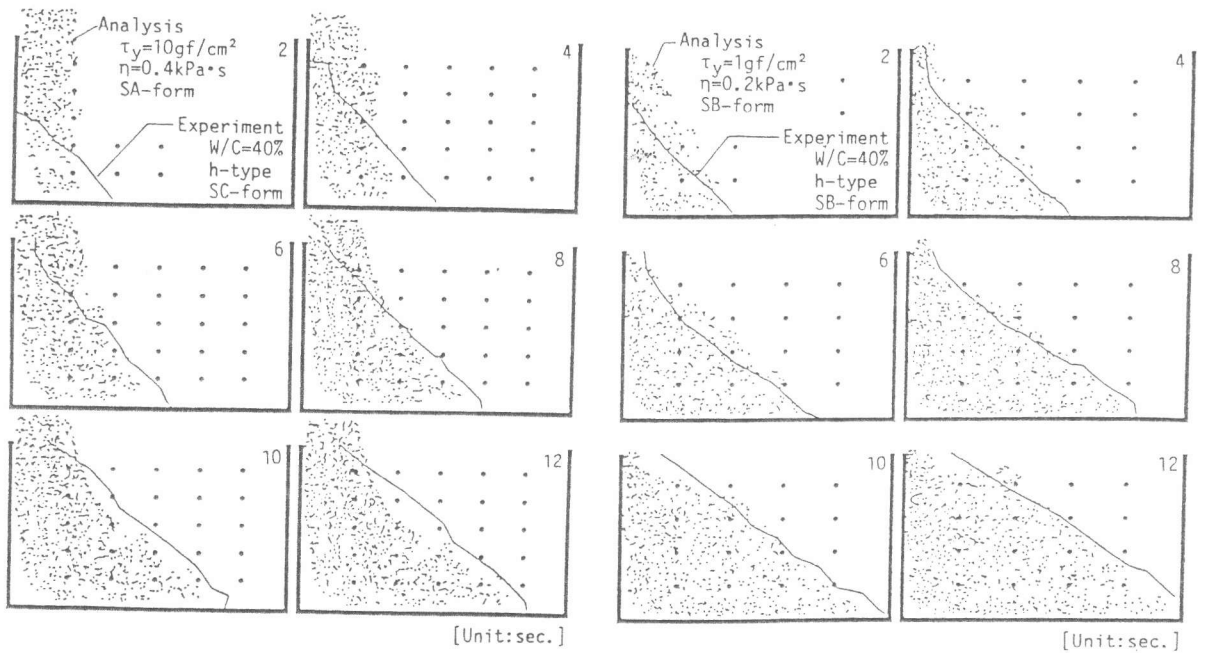 Analysis
τy=10gf/cm²
η=0.4kPa·s
SA-form
2
Experiment
W/C=40%
h-type
SC-form
4
6
8
10
12
[Unit:sec.]
Analysis
τy=1gf/cm²
η=0.2kPa·s
SB-form
2
Experiment
W/C=40%
h-type
SB-form
4
6
8
10
12
[Unit:sec.]